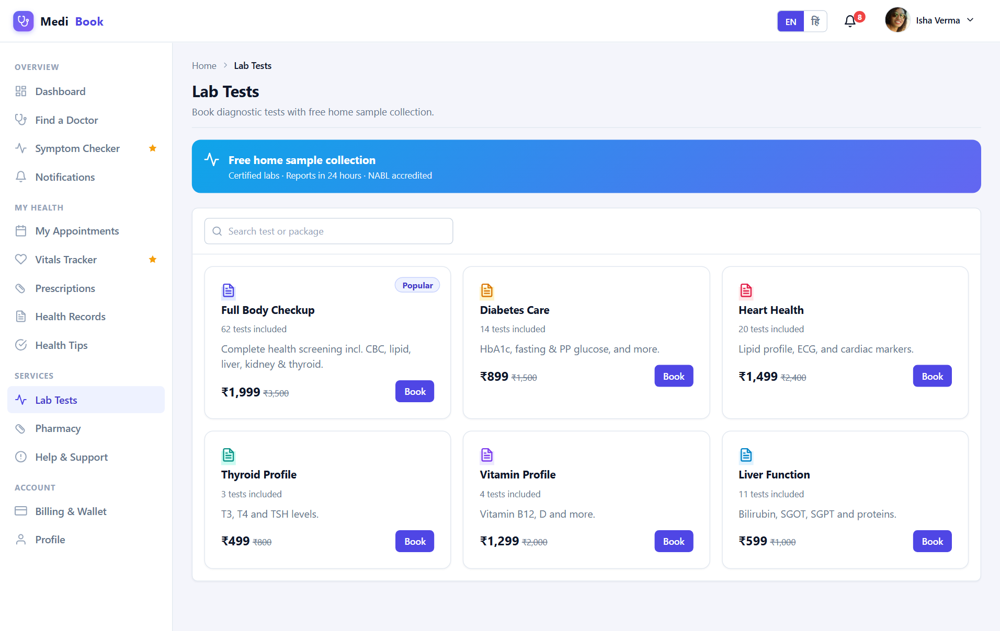 Medi Book
EN
हिं
8
Isha Verma
OVERVIEW
Dashboard
Find a Doctor
Symptom Checker
Notifications
MY HEALTH
My Appointments
Vitals Tracker
Prescriptions
Health Records
Health Tips
SERVICES
Lab Tests
Pharmacy
Help & Support
ACCOUNT
Billing & Wallet
Profile
Home > Lab Tests
Lab Tests
Book diagnostic tests with free home sample collection.
Free home sample collection
Certified labs · Reports in 24 hours · NABL accredited
Search test or package
Popular
Full Body Checkup
62 tests included
Complete health screening incl. CBC, lipid,
liver, kidney & thyroid.
₹1,999 ₹3,500
Book
Diabetes Care
14 tests included
HbA1c, fasting & PP glucose, and more.
₹899 ₹1,500
Book
Heart Health
20 tests included
Lipid profile, ECG, and cardiac markers.
₹1,499 ₹2,400
Book
Thyroid Profile
3 tests included
T3, T4 and TSH levels.
₹499 ₹800
Book
Vitamin Profile
4 tests included
Vitamin B12, D and more.
₹1,299 ₹2,000
Book
Liver Function
11 tests included
Bilirubin, SGOT, SGPT and proteins.
₹599 ₹1,000
Book